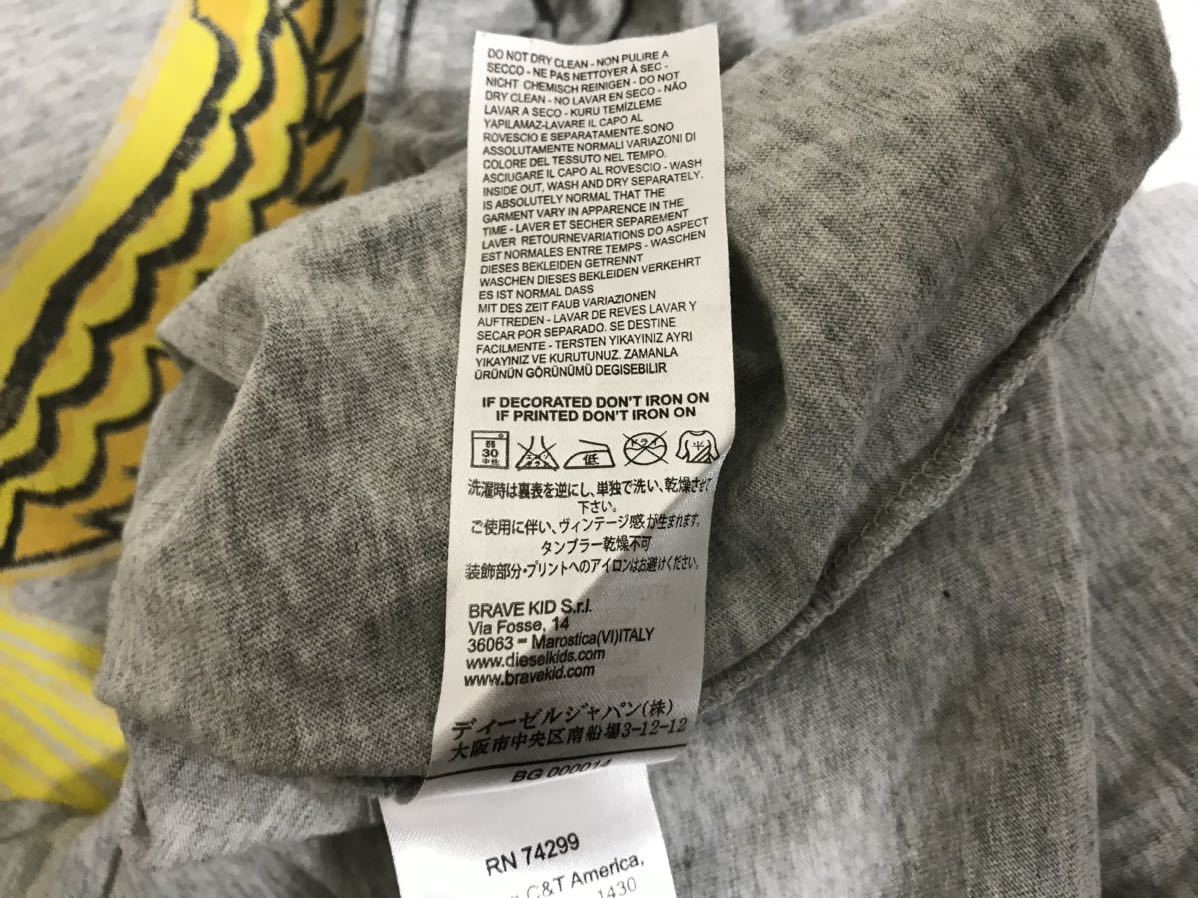 DO NOT DRY CLEAN - NON PULIRE A
SECCO - NE PAS NETTOYER À SEC -
NICHT CHEMISCH REINIGEN - DO NOT
DRY CLEAN - NO LAVAR EN SECO - NÃO
LAVAR A SECO - KURU TEMİZLEME
YAPILAMAZ-LAVARE IL CAPO AL
ROVESCIO E SEPARATAMENTE.SONO
ASSOLUTAMENTE NORMALI VARIAZONI DI
COLORE DEL TESSUTO NEL TEMPO.
ASCIUGARE IL CAPO AL ROVESCIO - WASH
INSIDE OUT, WASH AND DRY SEPARATELY.
IS ABSOLUTELY NORMAL THAT THE
GARMENT VARY IN APPARENCE IN THE
TIME - LAVER ET SECHER SEPAREMENT
LAVER RETOURNEVARIATIONS DO ASPECT
EST NORMALES ENTRE TEMPS - WASCHEN
DIESES BEKLEIDEN GETRENNT
WASCHEN DIESES BEKLEIDEN VERKEHRT
ES IST NORMAL DASS
MIT DES ZEIT FAUB VARIAZIONEN
AUFTREDEN - LAVAR DE REVES LAVAR Y
SECAR POR SEPARADO. SE DESTINE
FACILMENTE - TERSTEN YIKAYINIZ AYRI
YIKAYINIZ VE KURUTUNUZ. ZAMANLA
ÜRÜNÜN GÖRÜNÜMÜ DEGISEBILIR
IF DECORATED DON'T IRON ON
IF PRINTED DON'T IRON ON
弱 30 中性 低 ドライ
洗濯時は裏表を逆にし、単独で洗い、乾燥させて
下さい。
ご使用に伴い、ヴィンテージ感が生まれます。
タンブラー乾燥不可
装飾部分・プリントへのアイロンはお避けください。
BRAVE KID S.r.l.
Via Fosse, 14
36063 – Marostica(VI)ITALY
www.dieselkids.com
www.bravekid.com
ディーゼルジャパン(株)
大阪市中央区南船場3-12-12
BG 000014
RN 74299
C&T America,
1430